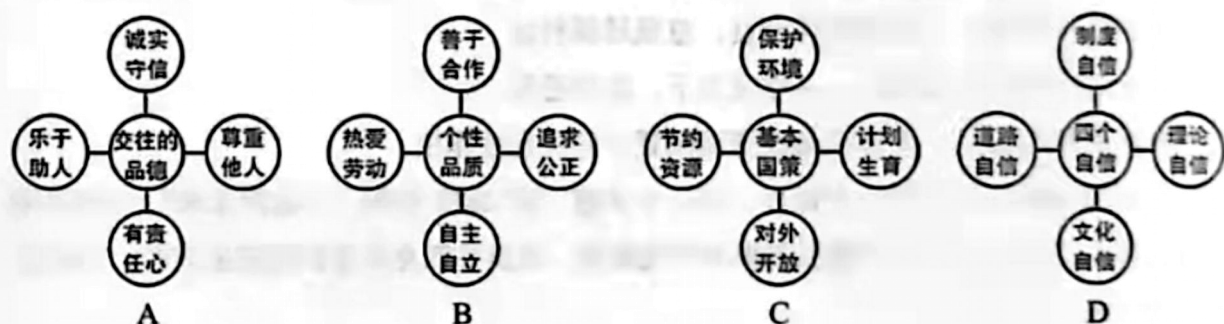 诚实
守信
乐于
助人
交往的
品德
尊重
他人
有责
任心
A
善于
合作
热爱
劳动
个性
品质
追求
公正
自主
自立
B
保护
环境
节约
资源
基本
国策
计划
生育
对外
开放
C
制度
自信
道路
自信
四个
自信
理论
自信
文化
自信
D